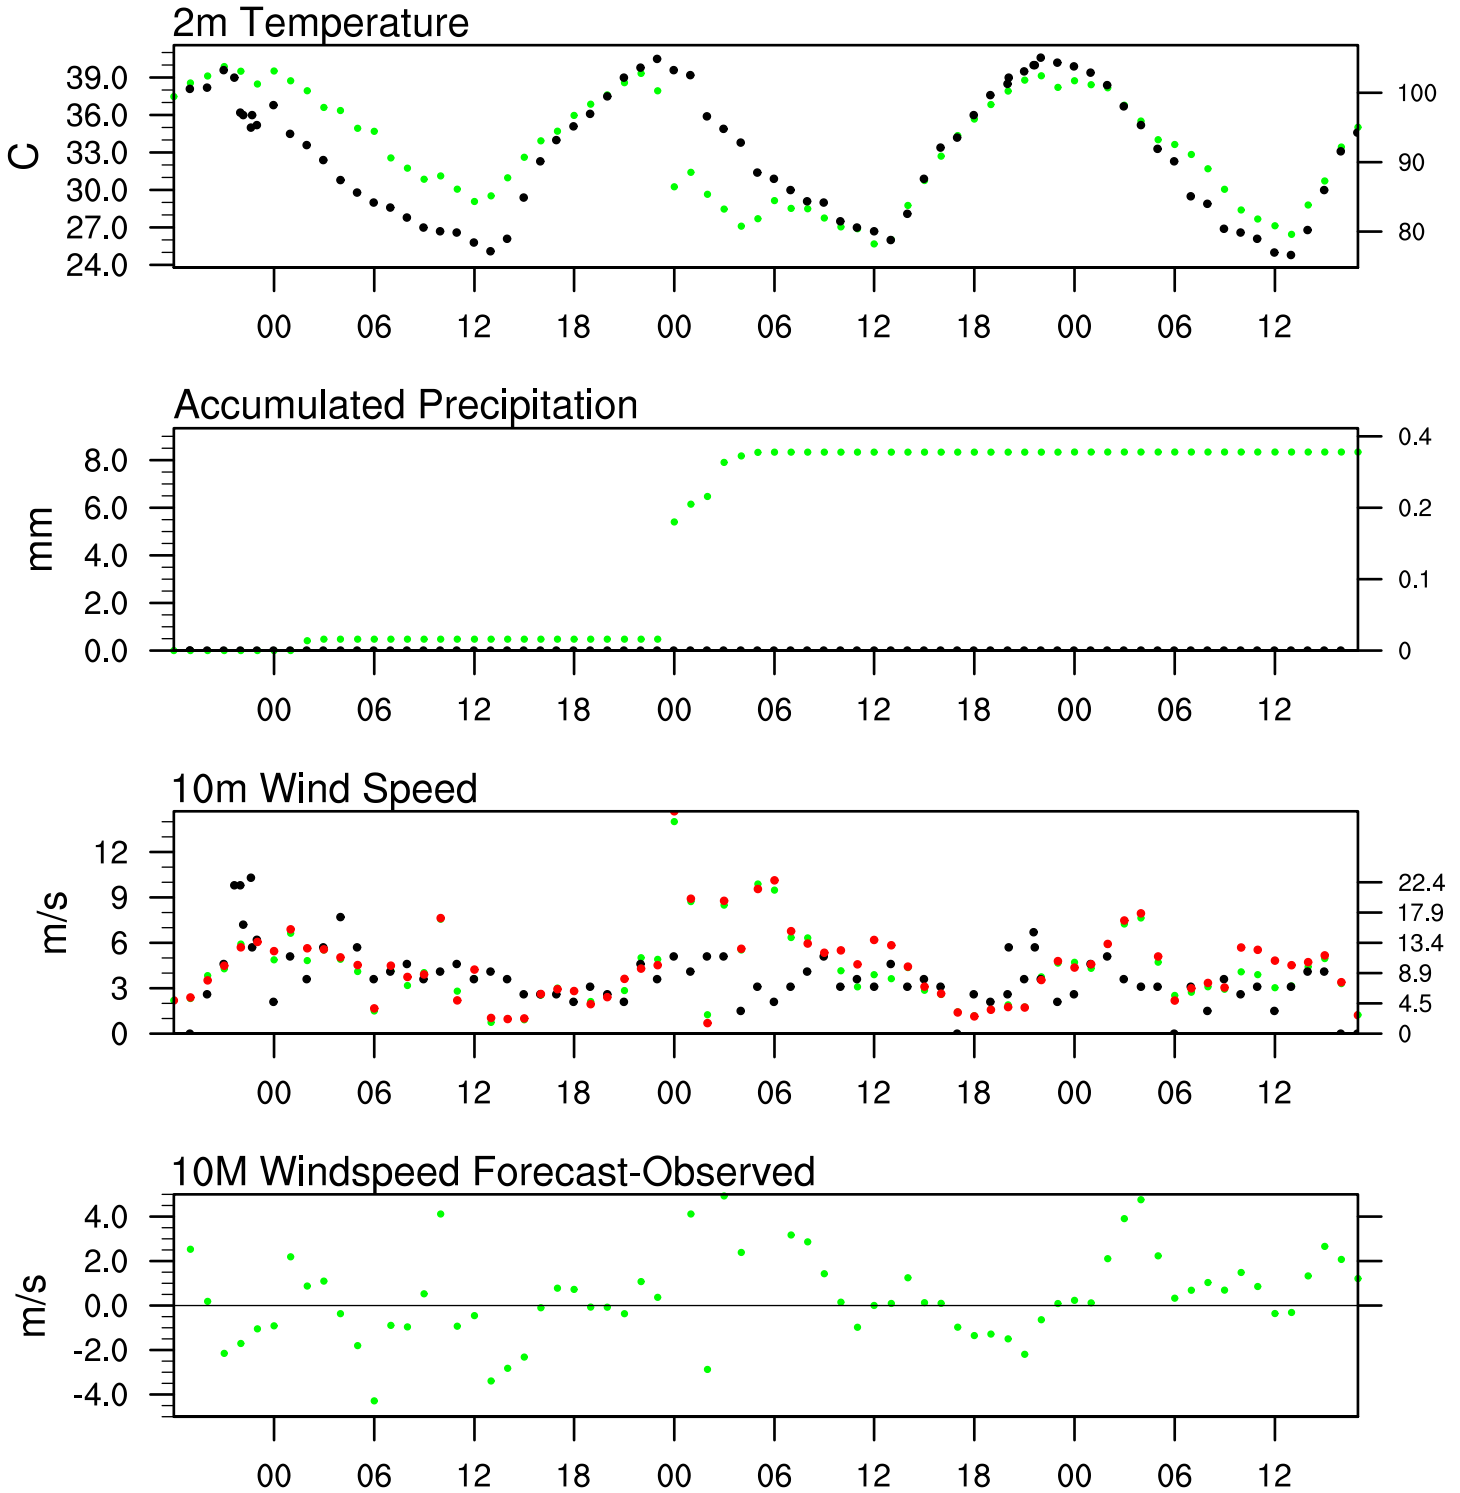 2m Temperature
39.0
36.0
33.0
30.0
27.0
24.0
C
100
90
80
00 06 12 18 00 06 12 18 00 06 12
Accumulated Precipitation
8.0
6.0
4.0
2.0
0.0
mm
0.4
0.2
0.1
0
00 06 12 18 00 06 12 18 00 06 12
10m Wind Speed
12
9
6
3
0
m/s
22.4
17.9
13.4
8.9
4.5
0
00 06 12 18 00 06 12 18 00 06 12
10M Windspeed Forecast-Observed
4.0
2.0
0.0
-2.0
-4.0
m/s
00 06 12 18 00 06 12 18 00 06 12